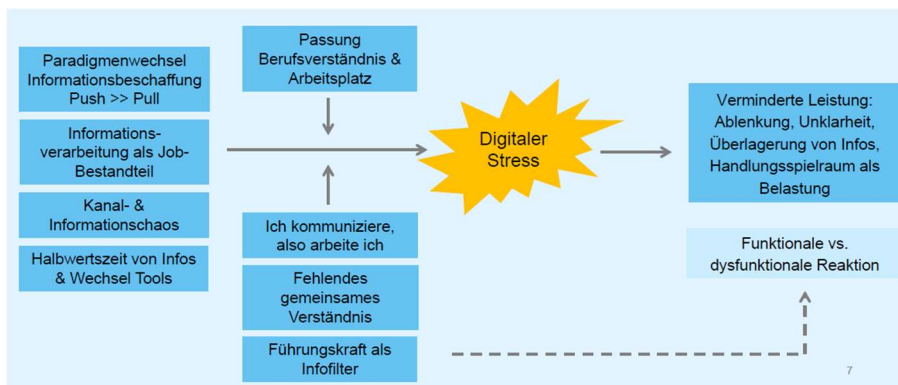 Paradigmenwechsel
Informationsbeschaffung
Push >> Pull
Informations-
verarbeitung als Job-
Bestandteil
Kanal- &
Informationschaos
Halbwertszeit von Infos
& Wechsel Tools
Passung
Berufsverständnis &
Arbeitsplatz
Ich kommuniziere,
also arbeite ich
Fehlendes
gemeinsames
Verständnis
Führungskraft als
Infofilter
Digitaler
Stress
Verminderte Leistung:
Ablenkung, Unklarheit,
Überlagerung von Infos,
Handlungsspielraum als
Belastung
Funktionale vs.
dysfunktionale Reaktion
7